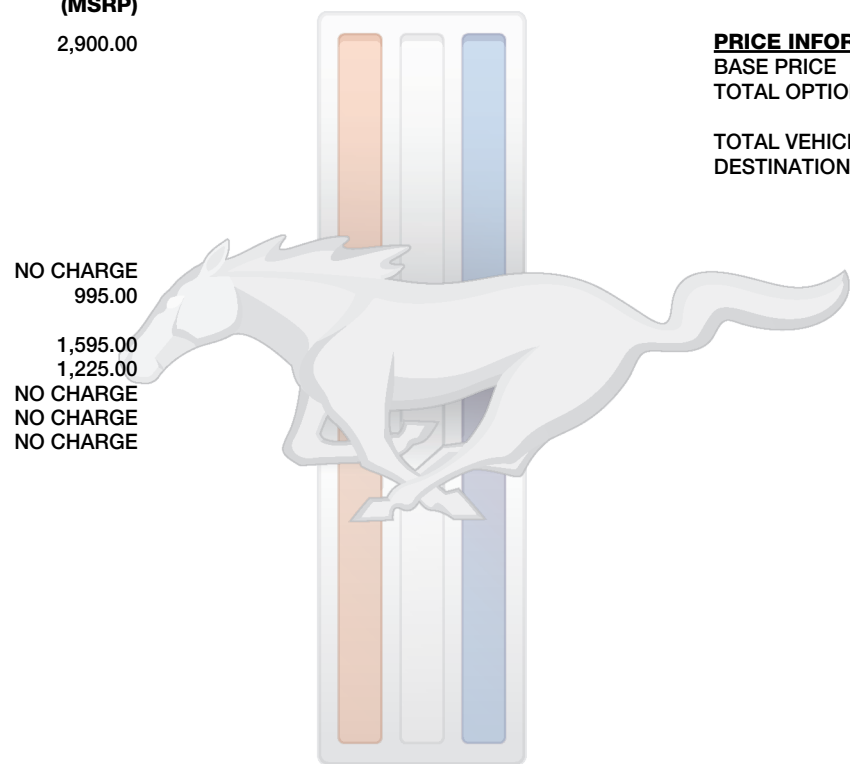 (MSRP)
2,900.00
NO CHARGE
995.00
1,595.00
1,225.00
NO CHARGE
NO CHARGE
NO CHARGE
PRICE INFOR
BASE PRICE
TOTAL OPTIO
TOTAL VEHICL
DESTINATION